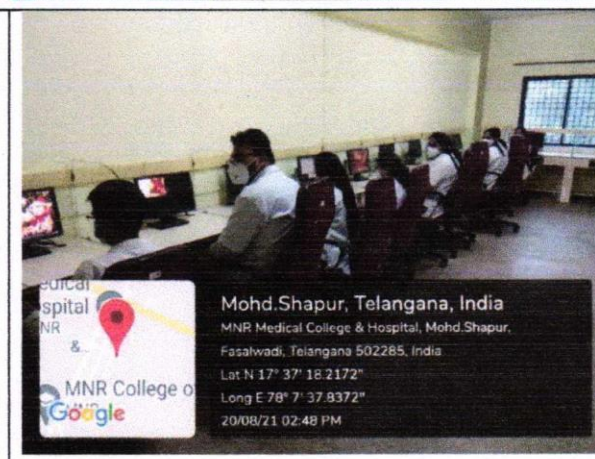 edical
spital
NR
&
MNR College o
Google
Mohd.Shapur, Telangana, India
MNR Medical College & Hospital, Mohd.Shapur,
Fasalwadi, Telangana 502285, India
Lat N 17° 37' 18.2172"
Long E 78° 7' 37.8372"
20/08/21 02:48 PM